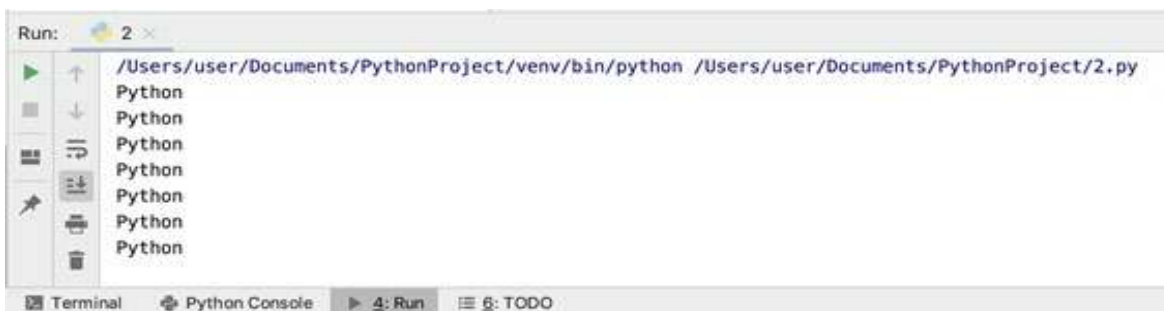 Run: 2
/Users/user/Documents/PythonProject/venv/bin/python /Users/user/Documents/PythonProject/2.py
Python
Python
Python
Python
Python
Python
Python
Terminal Python Console 4: Run 6: TODO